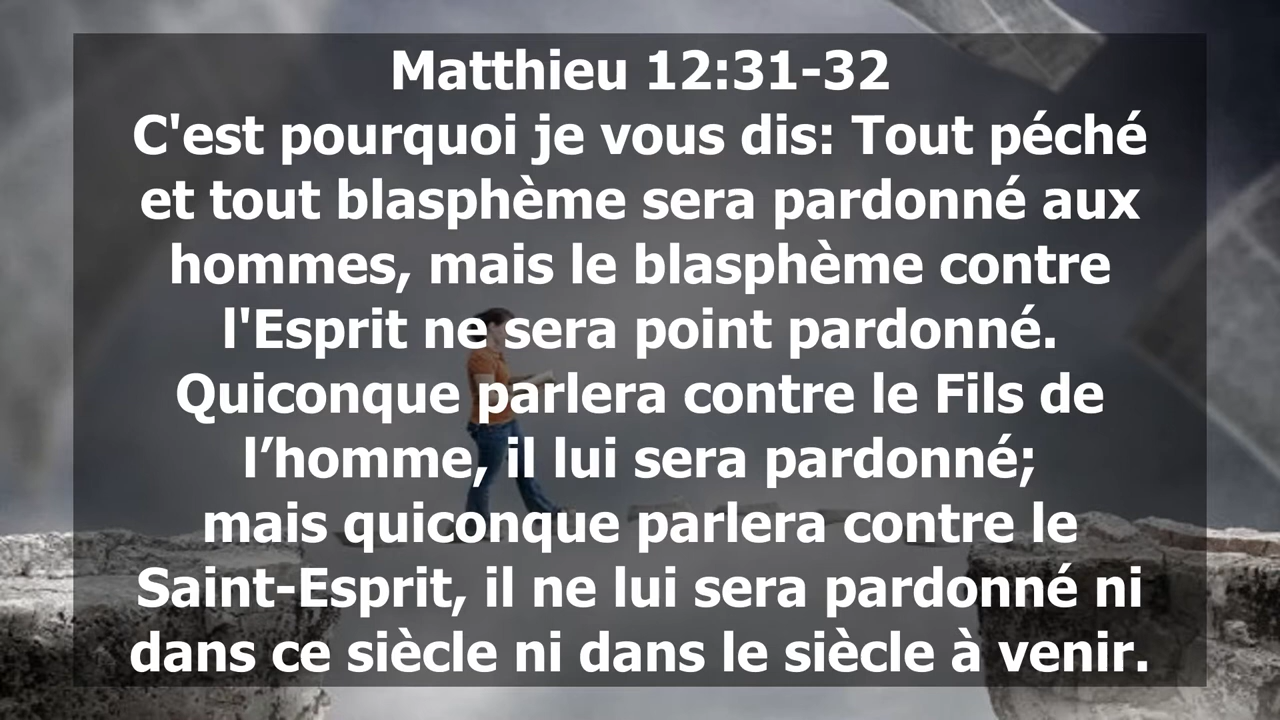 Matthieu 12:31-32
C'est pourquoi je vous dis: Tout péché
et tout blasphème sera pardonné aux
hommes, mais le blasphème contre
l'Esprit ne sera point pardonné.
Quiconque parlera contre le Fils de
l’homme, il lui sera pardonné;
mais quiconque parlera contre le
Saint-Esprit, il ne lui sera pardonné ni
dans ce siècle ni dans le siècle à venir.